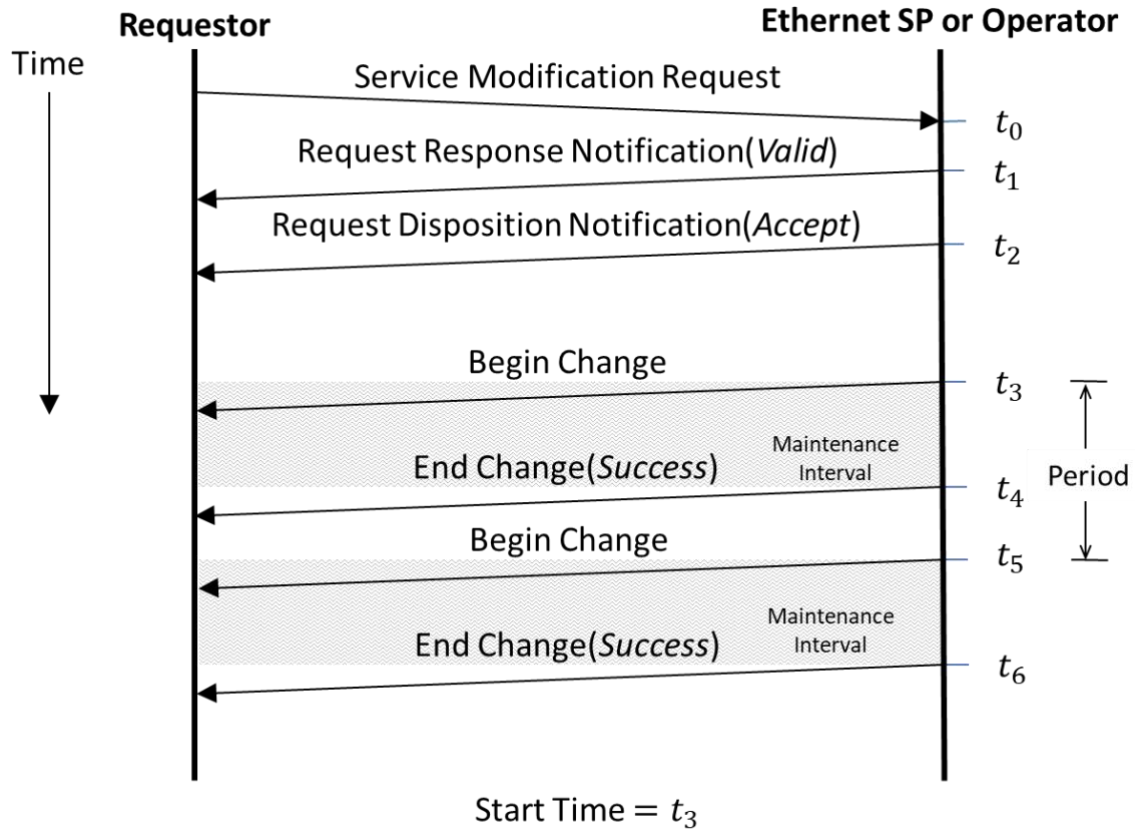 Requestor
Ethernet SP or Operator
Time
Service Modification Request
t₀
Request Response Notification(Valid)
t₁
Request Disposition Notification(Accept)
t₂
Begin Change
t₃
Maintenance
Interval
End Change(Success)
Period
t₄
Begin Change
t₅
Maintenance
Interval
End Change(Success)
t₆
Start Time = t₃